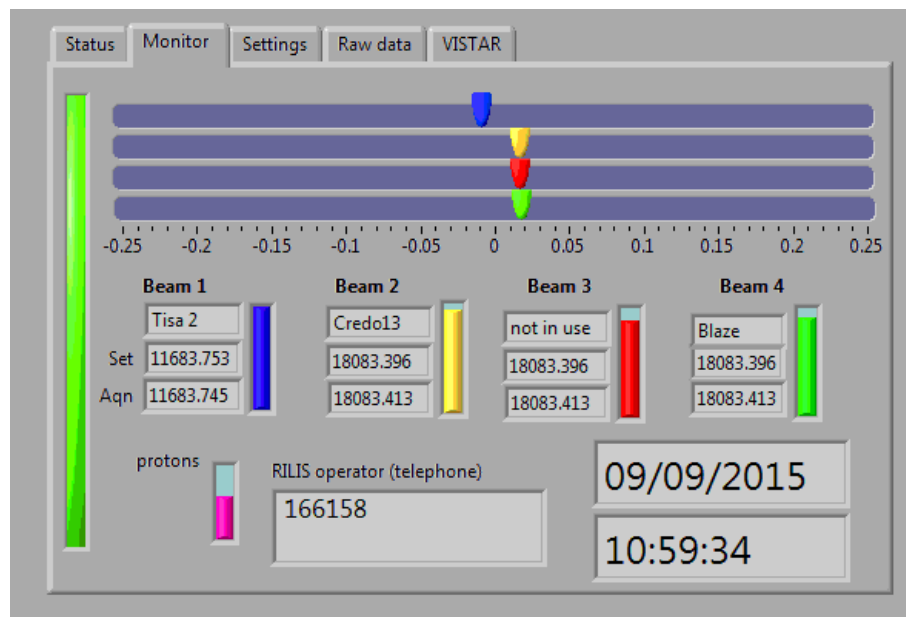 Status Monitor Settings Raw data VISTAR
-0.25 -0.2 -0.15 -0.1 -0.05 0 0.05 0.1 0.15 0.2 0.25
Beam 1 Beam 2 Beam 3 Beam 4
Tisa 2 Credo13 not in use Blaze
Set 11683.753 18083.396 18083.396 18083.396
Aqn 11683.745 18083.413 18083.413 18083.413
protons
RILIS operator (telephone)
166158
09/09/2015
10:59:34